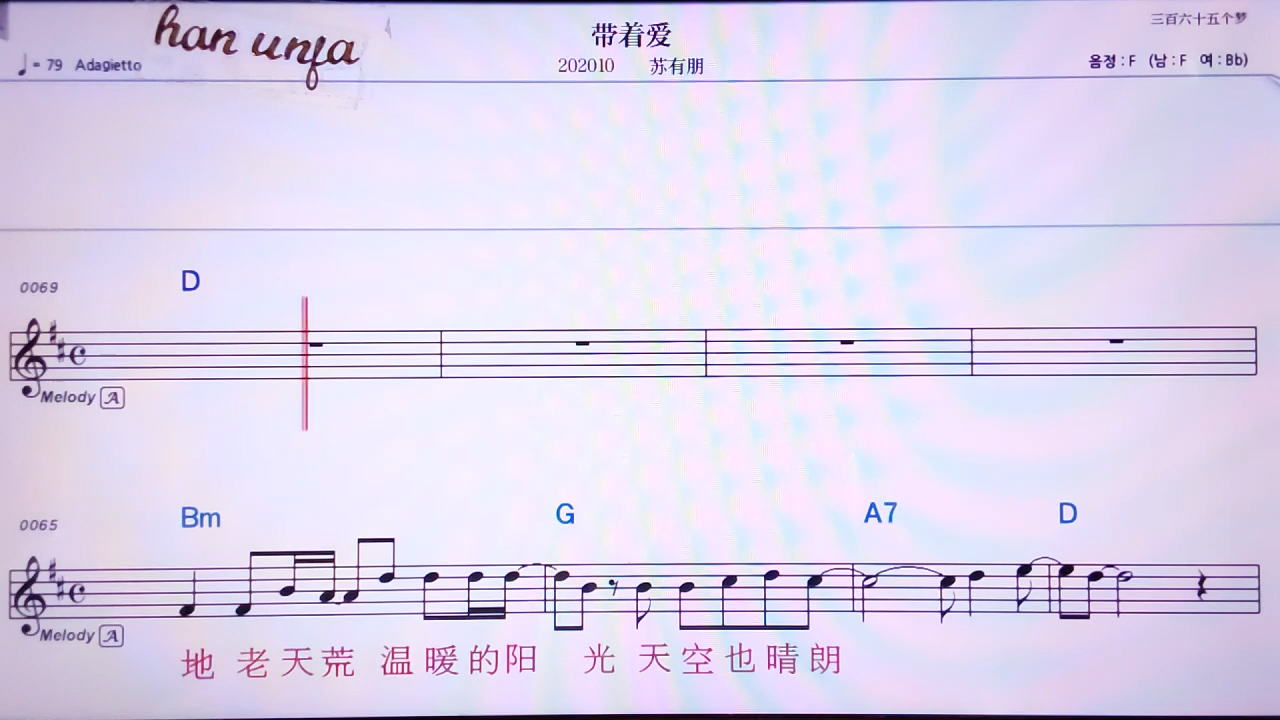 han unfa
带着爱
三百六十五个梦
♩= 79 Adagietto
202010 苏有朋
음정 : F (남 : F 여 : Bb)
0069
D
Melody A
0065
Bm G A7 D
Melody A
地 老天荒 温暖的阳 光 天空也晴朗